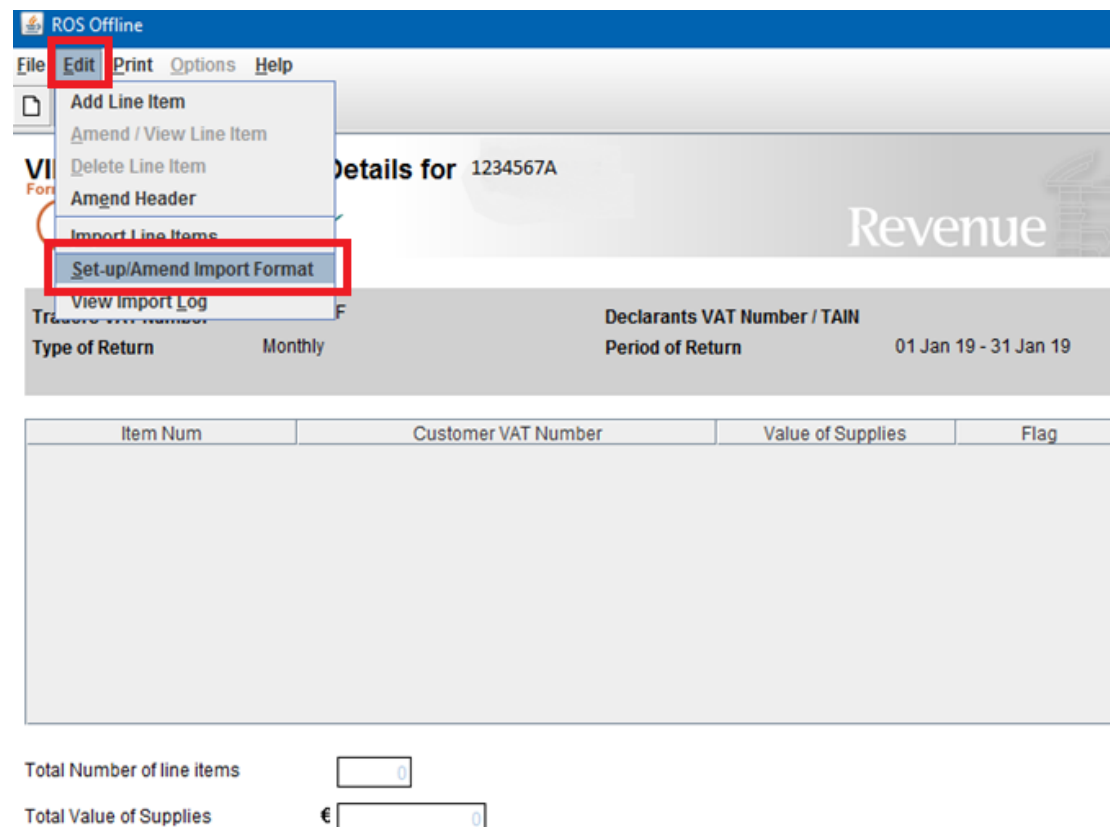 ROS Offline
File Edit Print Options Help
Add Line Item
Amend / View Line Item
Delete Line Item
Amend Header
Import Line Items
Set-up/Amend Import Format
View Import Log
VI Details for 1234567A
Revenue
VAT Number F Declarants VAT Number / TAIN
Type of Return Monthly Period of Return 01 Jan 19 - 31 Jan 19
Item Num Customer VAT Number Value of Supplies Flag
Total Number of line items 0
Total Value of Supplies € 0